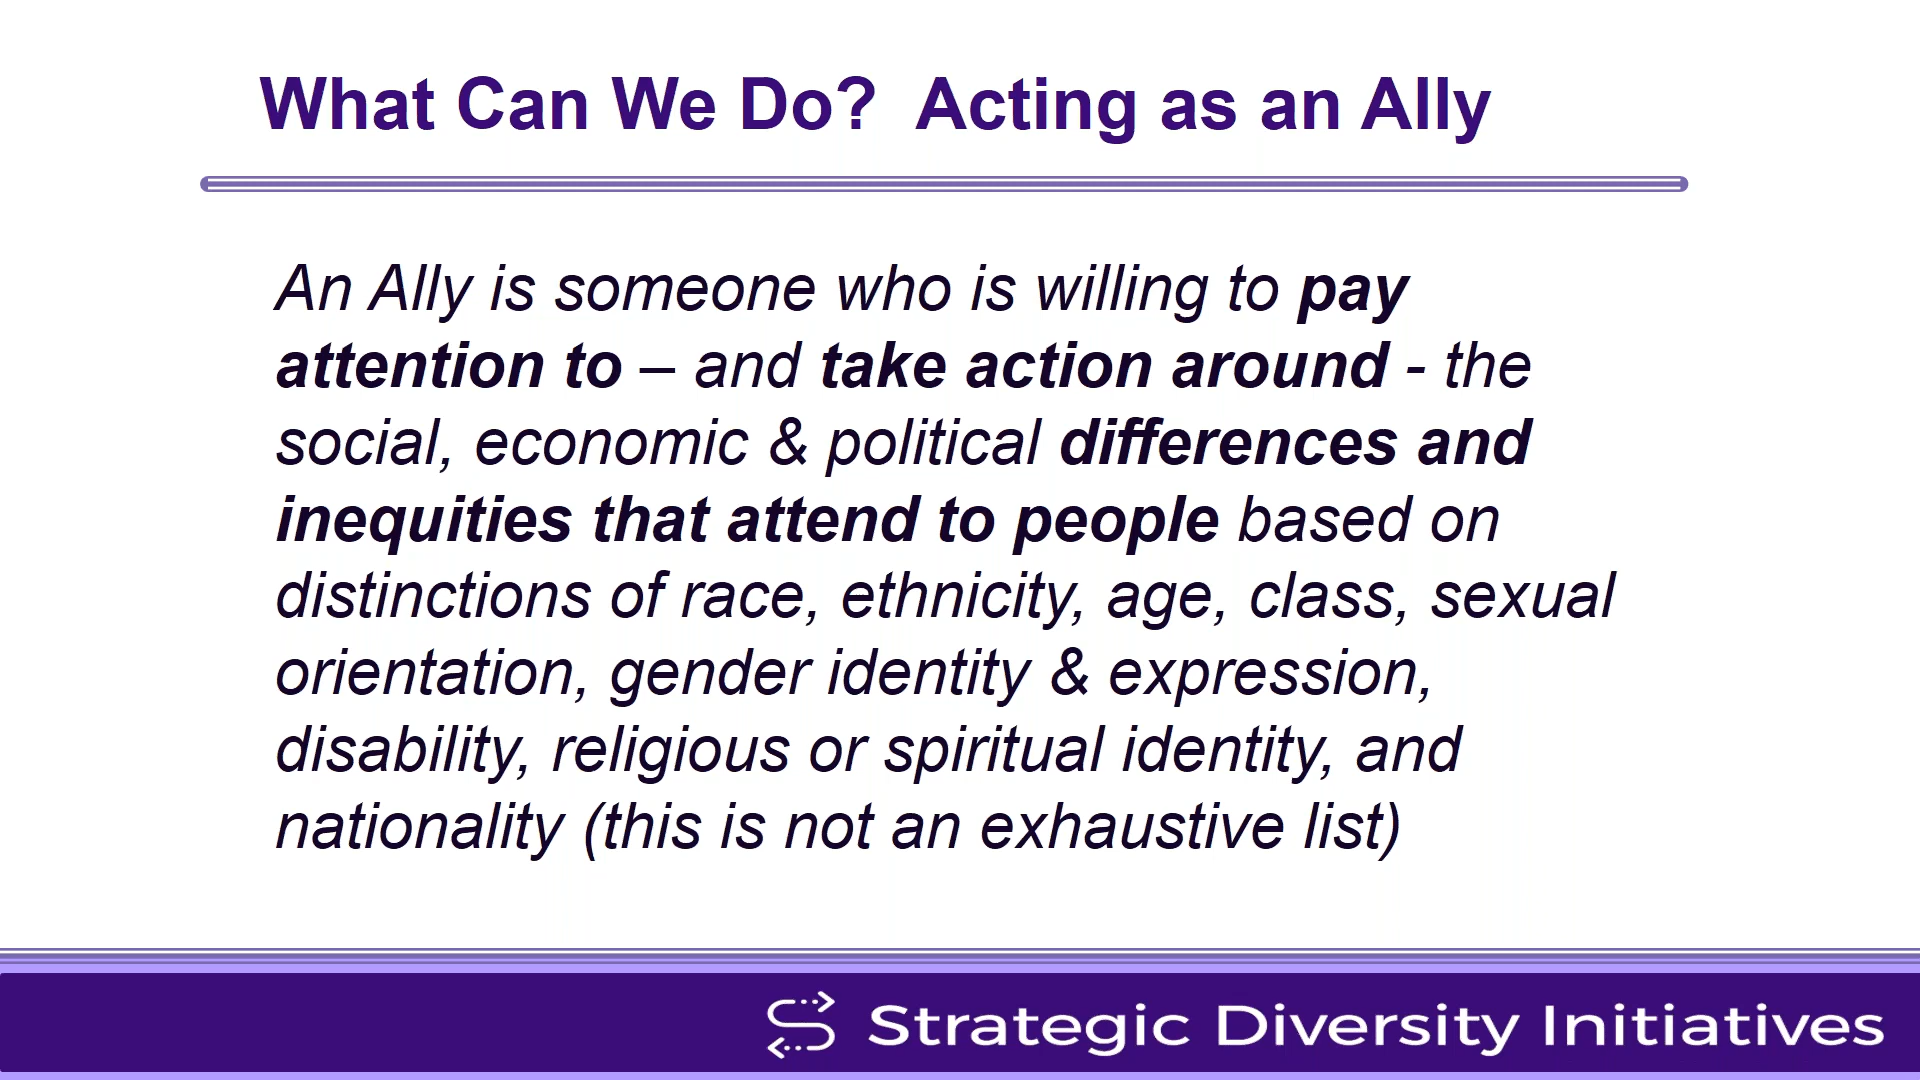 What Can We Do?  Acting as an Ally
An Ally is someone who is willing to pay
attention to – and take action around - the
social, economic & political differences and
inequities that attend to people based on
distinctions of race, ethnicity, age, class, sexual
orientation, gender identity & expression,
disability, religious or spiritual identity, and
nationality (this is not an exhaustive list)
Strategic Diversity Initiatives